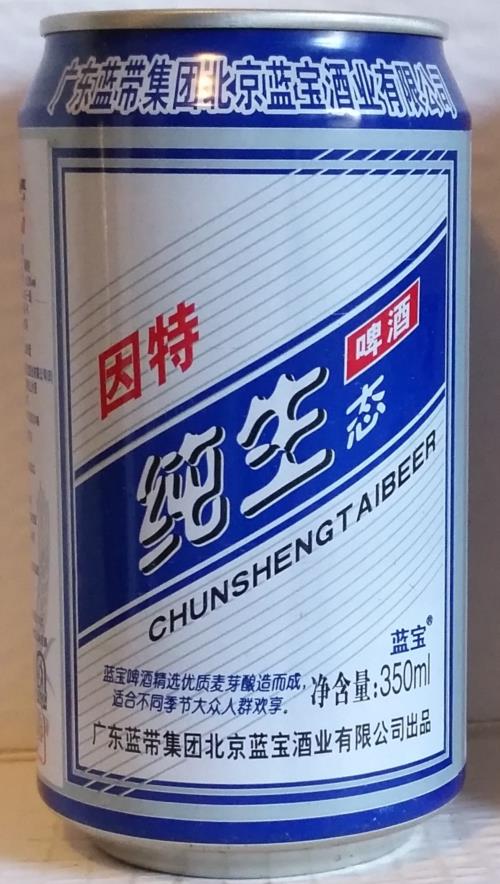 广东蓝带集团北京蓝宝酒业有限公司
因特
啤酒
纯生态
CHUNSHENGTAIBEER
蓝宝®
蓝宝啤酒精选优质麦芽酿造而成,
适合不同季节大众人群欢享。
净含量:350ml
广东蓝带集团北京蓝宝酒业有限公司出品